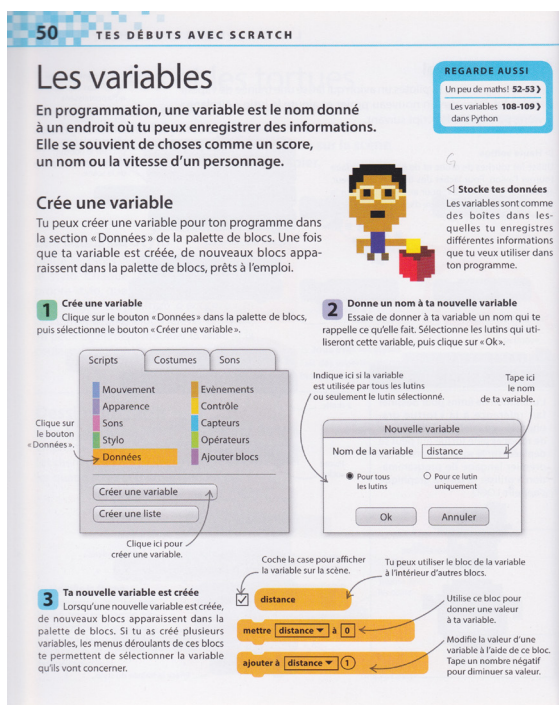 50 TES DÉBUTS AVEC SCRATCH
Les variables
REGARDE AUSSI
Un peu de maths! 52-53 ❯
Les variables 108-109 ❯
dans Python
En programmation, une variable est le nom donné
à un endroit où tu peux enregistrer des informations.
Elle se souvient de choses comme un score,
un nom ou la vitesse d'un personnage.
◁ Stocke tes données
Les variables sont comme
des boîtes dans les-
quelles tu enregistres
différentes informations
que tu veux utiliser dans
ton programme.
Crée une variable
Tu peux créer une variable pour ton programme dans
la section « Données » de la palette de blocs. Une fois
que ta variable est créée, de nouveaux blocs appa-
raissent dans la palette de blocs, prêts à l'emploi.
1 Crée une variable
Clique sur le bouton « Données » dans la palette de blocs,
puis sélectionne le bouton « Créer une variable ».
Scripts Costumes Sons
Mouvement Evènements
Apparence Contrôle
Sons Capteurs
Stylo Opérateurs
Données Ajouter blocs
Créer une variable
Créer une liste
Clique sur
le bouton
« Données ».
Clique ici pour
créer une variable.
2 Donne un nom à ta nouvelle variable
Essaie de donner à ta variable un nom qui te
rappelle ce qu'elle fait. Sélectionne les lutins qui uti-
liseront cette variable, puis clique sur « Ok ».
Indique ici si la variable
est utilisée par tous les lutins
ou seulement le lutin sélectionné.
Tape ici
le nom
de ta variable.
Nouvelle variable
Nom de la variable distance
Pour tous
les lutins
Pour ce lutin
uniquement
Ok Annuler
3 Ta nouvelle variable est créée
Lorsqu'une nouvelle variable est créée,
de nouveaux blocs apparaissent dans la
palette de blocs. Si tu as créé plusieurs
variables, les menus déroulants de ces blocs
te permettent de sélectionner la variable
qu'ils vont concerner.
Coche la case pour afficher
la variable sur la scène.
Tu peux utiliser le bloc de la variable
à l'intérieur d'autres blocs.
distance
mettre distance ▼ à 0
ajouter à distance ▼ 1
Utilise ce bloc pour
donner une valeur
à ta variable.
Modifie la valeur d'une
variable à l'aide de ce bloc.
Tape un nombre négatif
pour diminuer sa valeur.